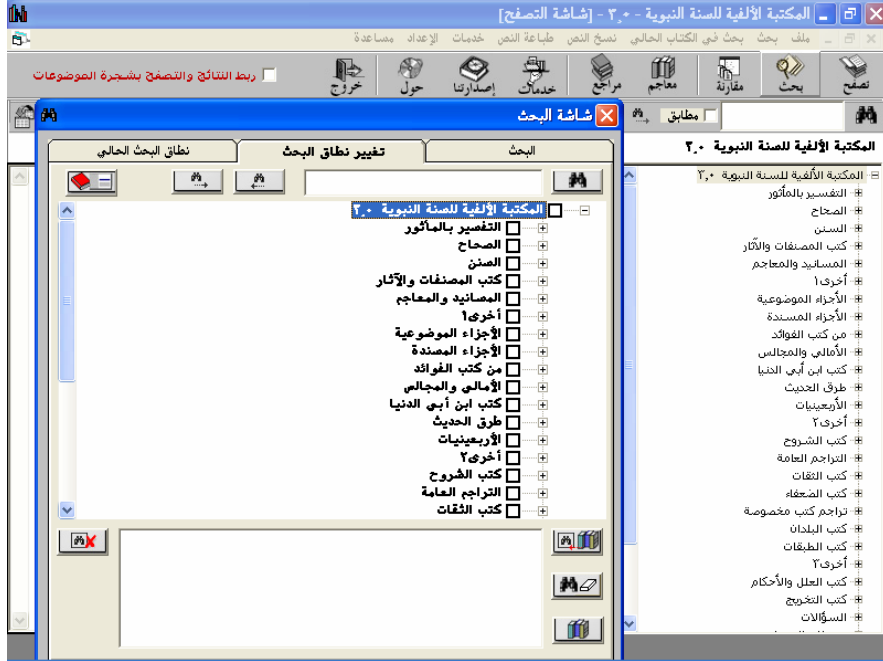 المكتبة الألفية للسنة النبوية - ٣,٠ - [شاشة التصفح]
ملف بحث بحث في الكتاب الحالي نسخ النص طباعة النص خدمات الإعداد مساعدة
تصفح بحث مقارنة معاجم مراجع خدمات إصدارتنا حول خروج
ربط النتائج والتصفح بشجرة الموضوعات
مطابق
المكتبة الألفية للسنة النبوية ٢,٠
المكتبة الألفية للسنة النبوية ٣,٠
التفسير بالمأثور
الصحاح
السنن
كتب المصنفات والآثار
المسانيد والمعاجم
أخرى١
الأجزاء الموضوعية
الأجزاء المسندة
من كتب الفوائد
الأمالي والمجالس
كتب ابن أبي الدنيا
طرق الحديث
الأربعينيات
أخرى٢
كتب الشروح
التراجم العامة
كتب الثقات
كتب الضعفاء
تراجم كتب مخصوصة
كتب البلدان
كتب الطبقات
أخرى٣
كتب العلل والأحكام
كتب التخريج
السؤالات
شاشة البحث
البحث
تغيير نطاق البحث
نطاق البحث الحالي
المكتبة الألفية للسنة النبوية ٢,٠
التفسير بالمأثور
الصحاح
السنن
كتب المصنفات والآثار
المسانيد والمعاجم
أخرى١
الأجزاء الموضوعية
الأجزاء المسندة
من كتب الفوائد
الأمالي والمجالس
كتب ابن أبي الدنيا
طرق الحديث
الأربعينيات
أخرى٢
كتب الشروح
التراجم العامة
كتب الثقات